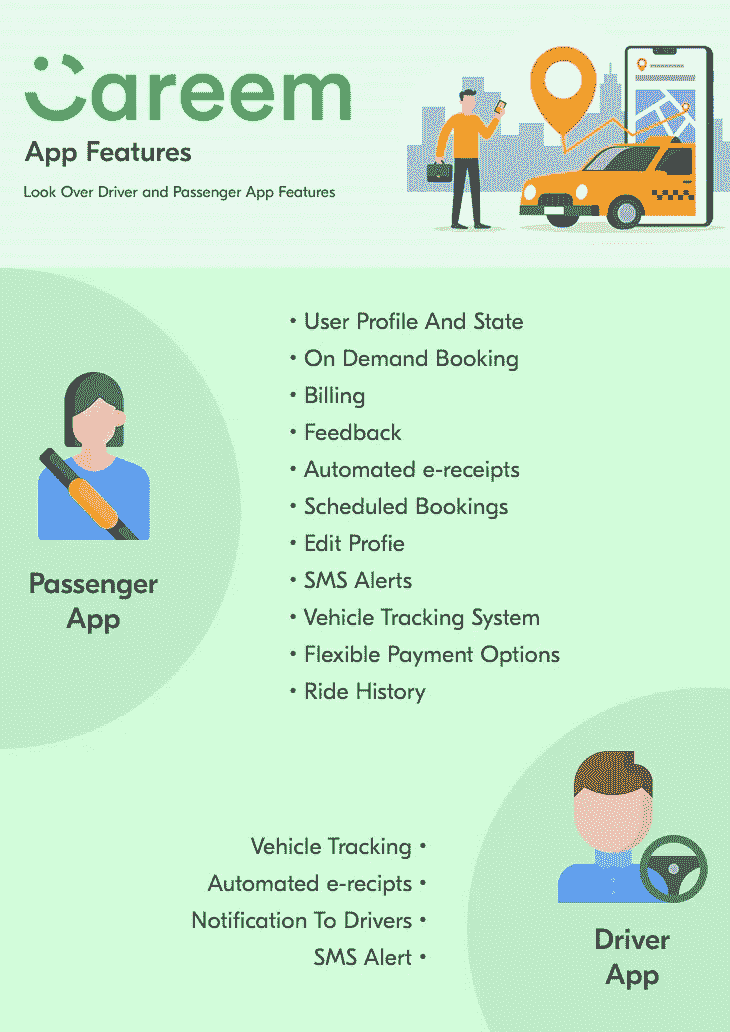 Careem
App Features
Look Over Driver and Passenger App Features
• User Profile And State
• On Demand Booking
• Billing
• Feedback
• Automated e-receipts
• Scheduled Bookings
• Edit Profie
• SMS Alerts
• Vehicle Tracking System
• Flexible Payment Options
• Ride History
Passenger
App
Vehicle Tracking •
Automated e-recipts •
Notification To Drivers •
SMS Alert •
Driver
App